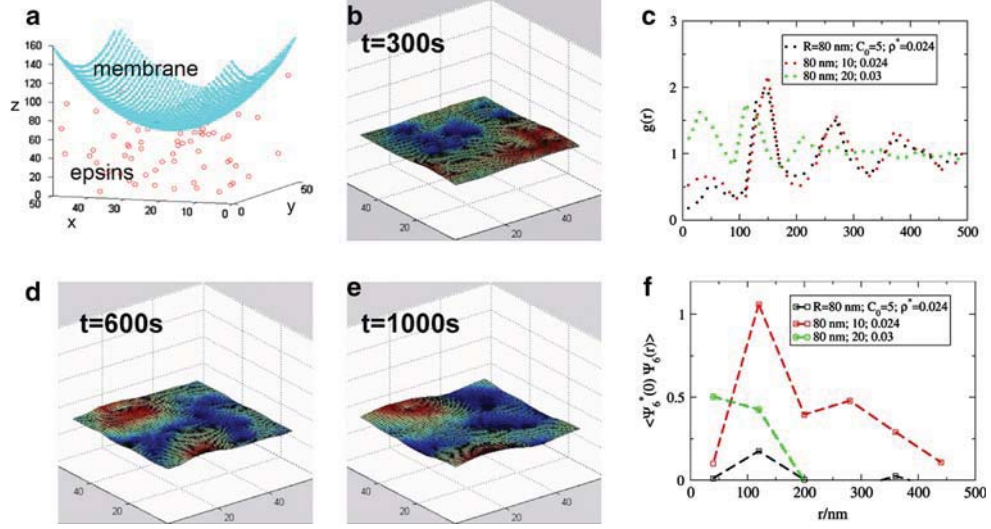 a
160
140
120
100
z 80
60
40
20
0
membrane
epsins
50
40
30
20
10
0
x
0
50
y
b
t=300s
40
20
20
40
c
3
2
1
0
g(r)
R=80 nm; C₀=5; ρ*=0.024
80 nm; 10; 0.024
80 nm; 20; 0.03
0 100 200 300 400 500
d
t=600s
40
20
20
40
e
t=1000s
40
20
20
40
f
1
0.5
0
<Ψ₆*(0) Ψ₆(r)>
R=80 nm; C₀=5; ρ*=0.024
80 nm; 10; 0.024
80 nm; 20; 0.03
0 100 200 300 400 500
r/nm